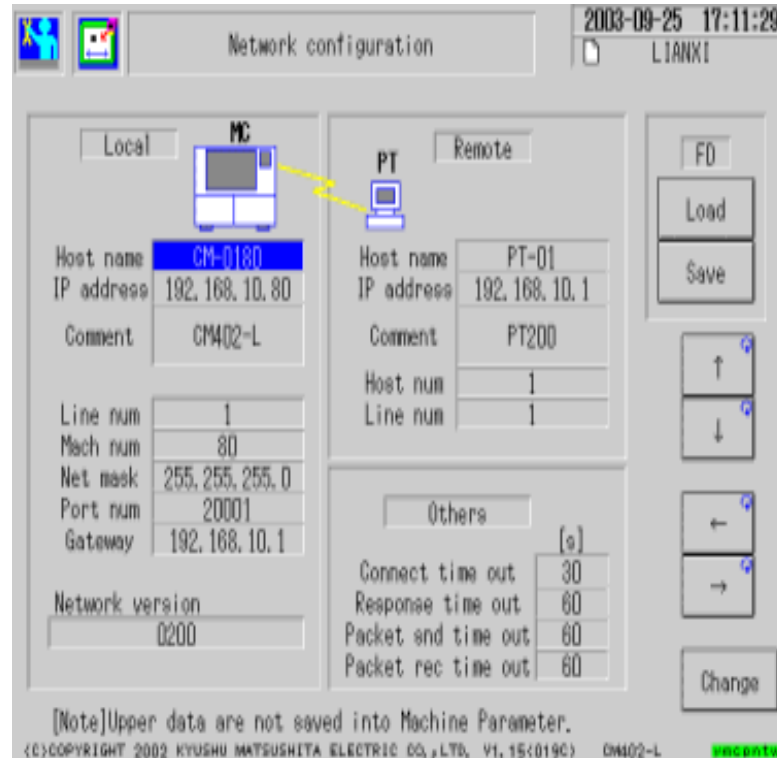 Network configuration
2003-09-25 17:11:29
LIANXI
Local
MC
Host name CM-0180
IP address 192.168.10.80
Comment CM402-L
Line num 1
Mach num 80
Net mask 255.255.255.0
Port num 20001
Gateway 192.168.10.1
Network version
0200
PT
Remote
Host name PT-01
IP address 192.168.10.1
Comment PT200
Host num 1
Line num 1
Others
[s]
Connect time out 30
Response time out 60
Packet snd time out 60
Packet rec time out 60
FD
Load
Save
↑
↓
←
→
Change
[Note]Upper data are not saved into Machine Parameter.
(C)COPYRIGHT 2002 KYUSHU MATSUSHITA ELECTRIC CO.,LTD. V1.15(019C) CM402-L ymcpntw